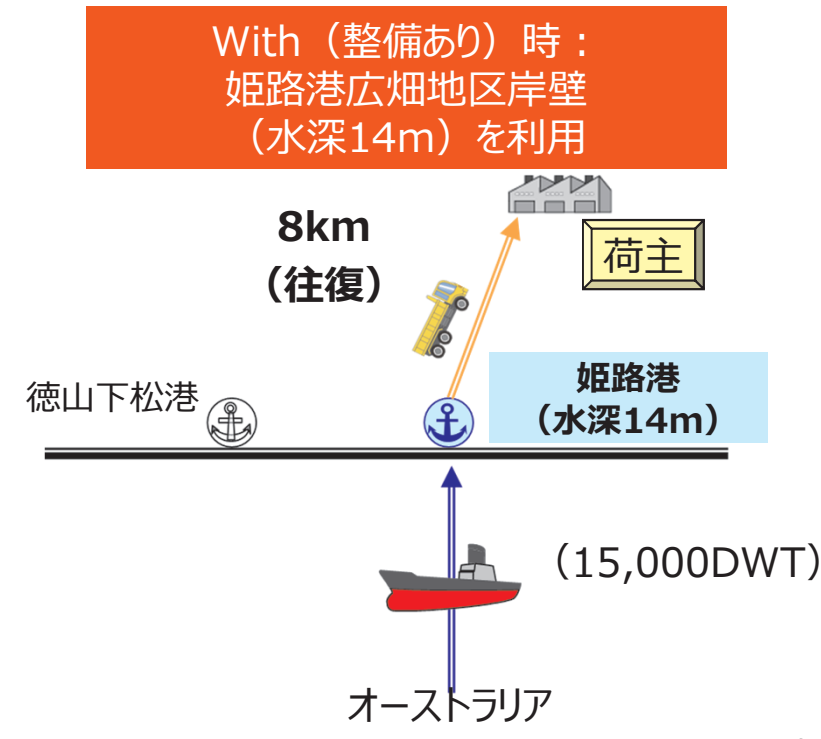 With（整備あり）時：
姫路港広畑地区岸壁
（水深14m）を利用
8km
（往復）
荷主
姫路港
（水深14m）
徳山下松港
（15,000DWT）
オーストラリア